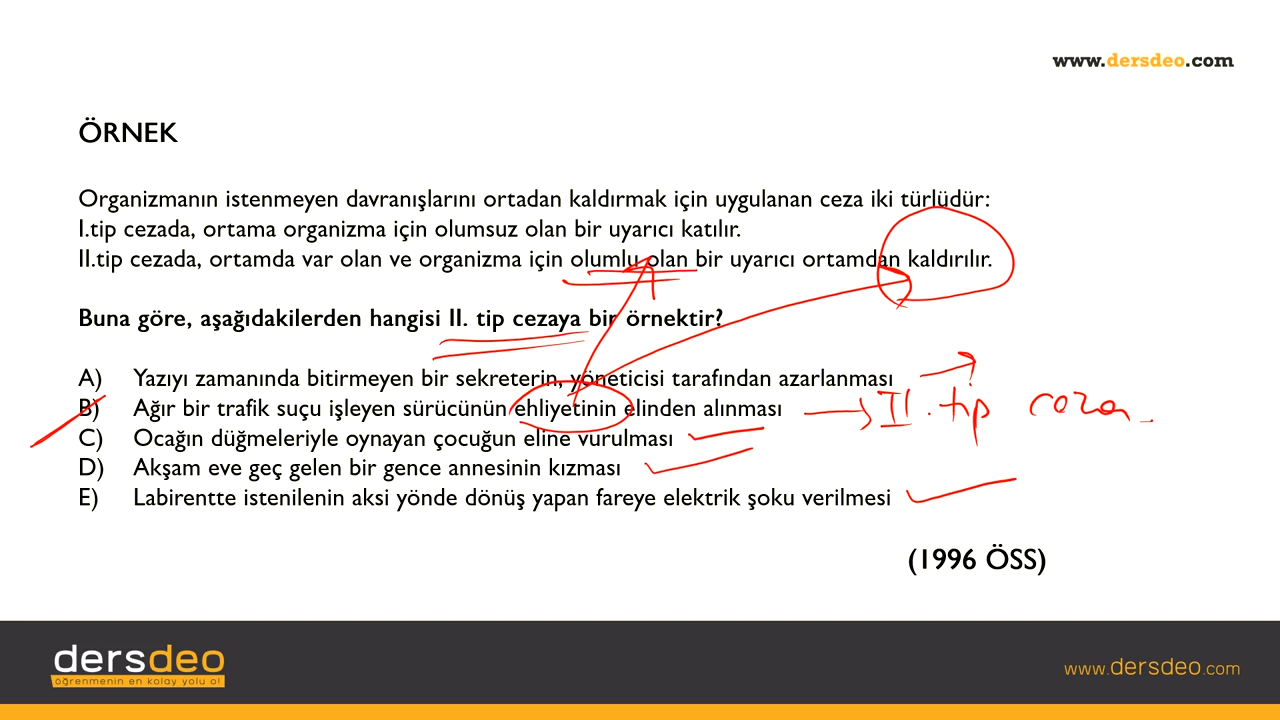 www.dersdeo.com
ÖRNEK
Organizmanın istenmeyen davranışlarını ortadan kaldırmak için uygulanan ceza iki türlüdür:
I.tip cezada, ortama organizma için olumsuz olan bir uyarıcı katılır.
II.tip cezada, ortamda var olan ve organizma için olumlu olan bir uyarıcı ortamdan kaldırılır.
Buna göre, aşağıdakilerden hangisi II. tip cezaya bir örnektir?
A) Yazıyı zamanında bitirmeyen bir sekreterin, yöneticisi tarafından azarlanması
B) Ağır bir trafik suçu işleyen sürücünün ehliyetinin elinden alınması II. tip ceza
C) Ocağın düğmeleriyle oynayan çocuğun eline vurulması
D) Akşam eve geç gelen bir gence annesinin kızması
E) Labirentte istenilenin aksi yönde dönüş yapan fareye elektrik şoku verilmesi
(1996 ÖSS)
dersdeo
öğrenmenin en kolay yolu o!
www.dersdeo.com